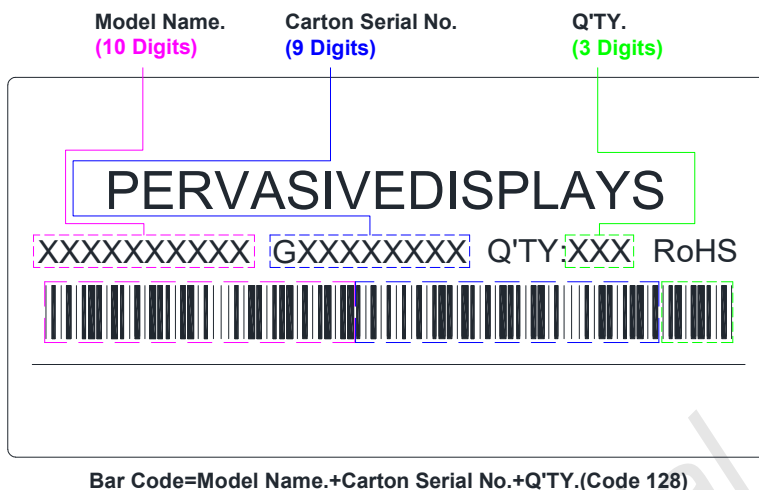 Model Name. Carton Serial No. Q'TY.
(10 Digits) (9 Digits) (3 Digits)
PERVASIVEDISPLAYS
XXXXXXXXXX GXXXXXXXX Q'TY:XXX RoHS
Bar Code=Model Name.+Carton Serial No.+Q'TY.(Code 128)